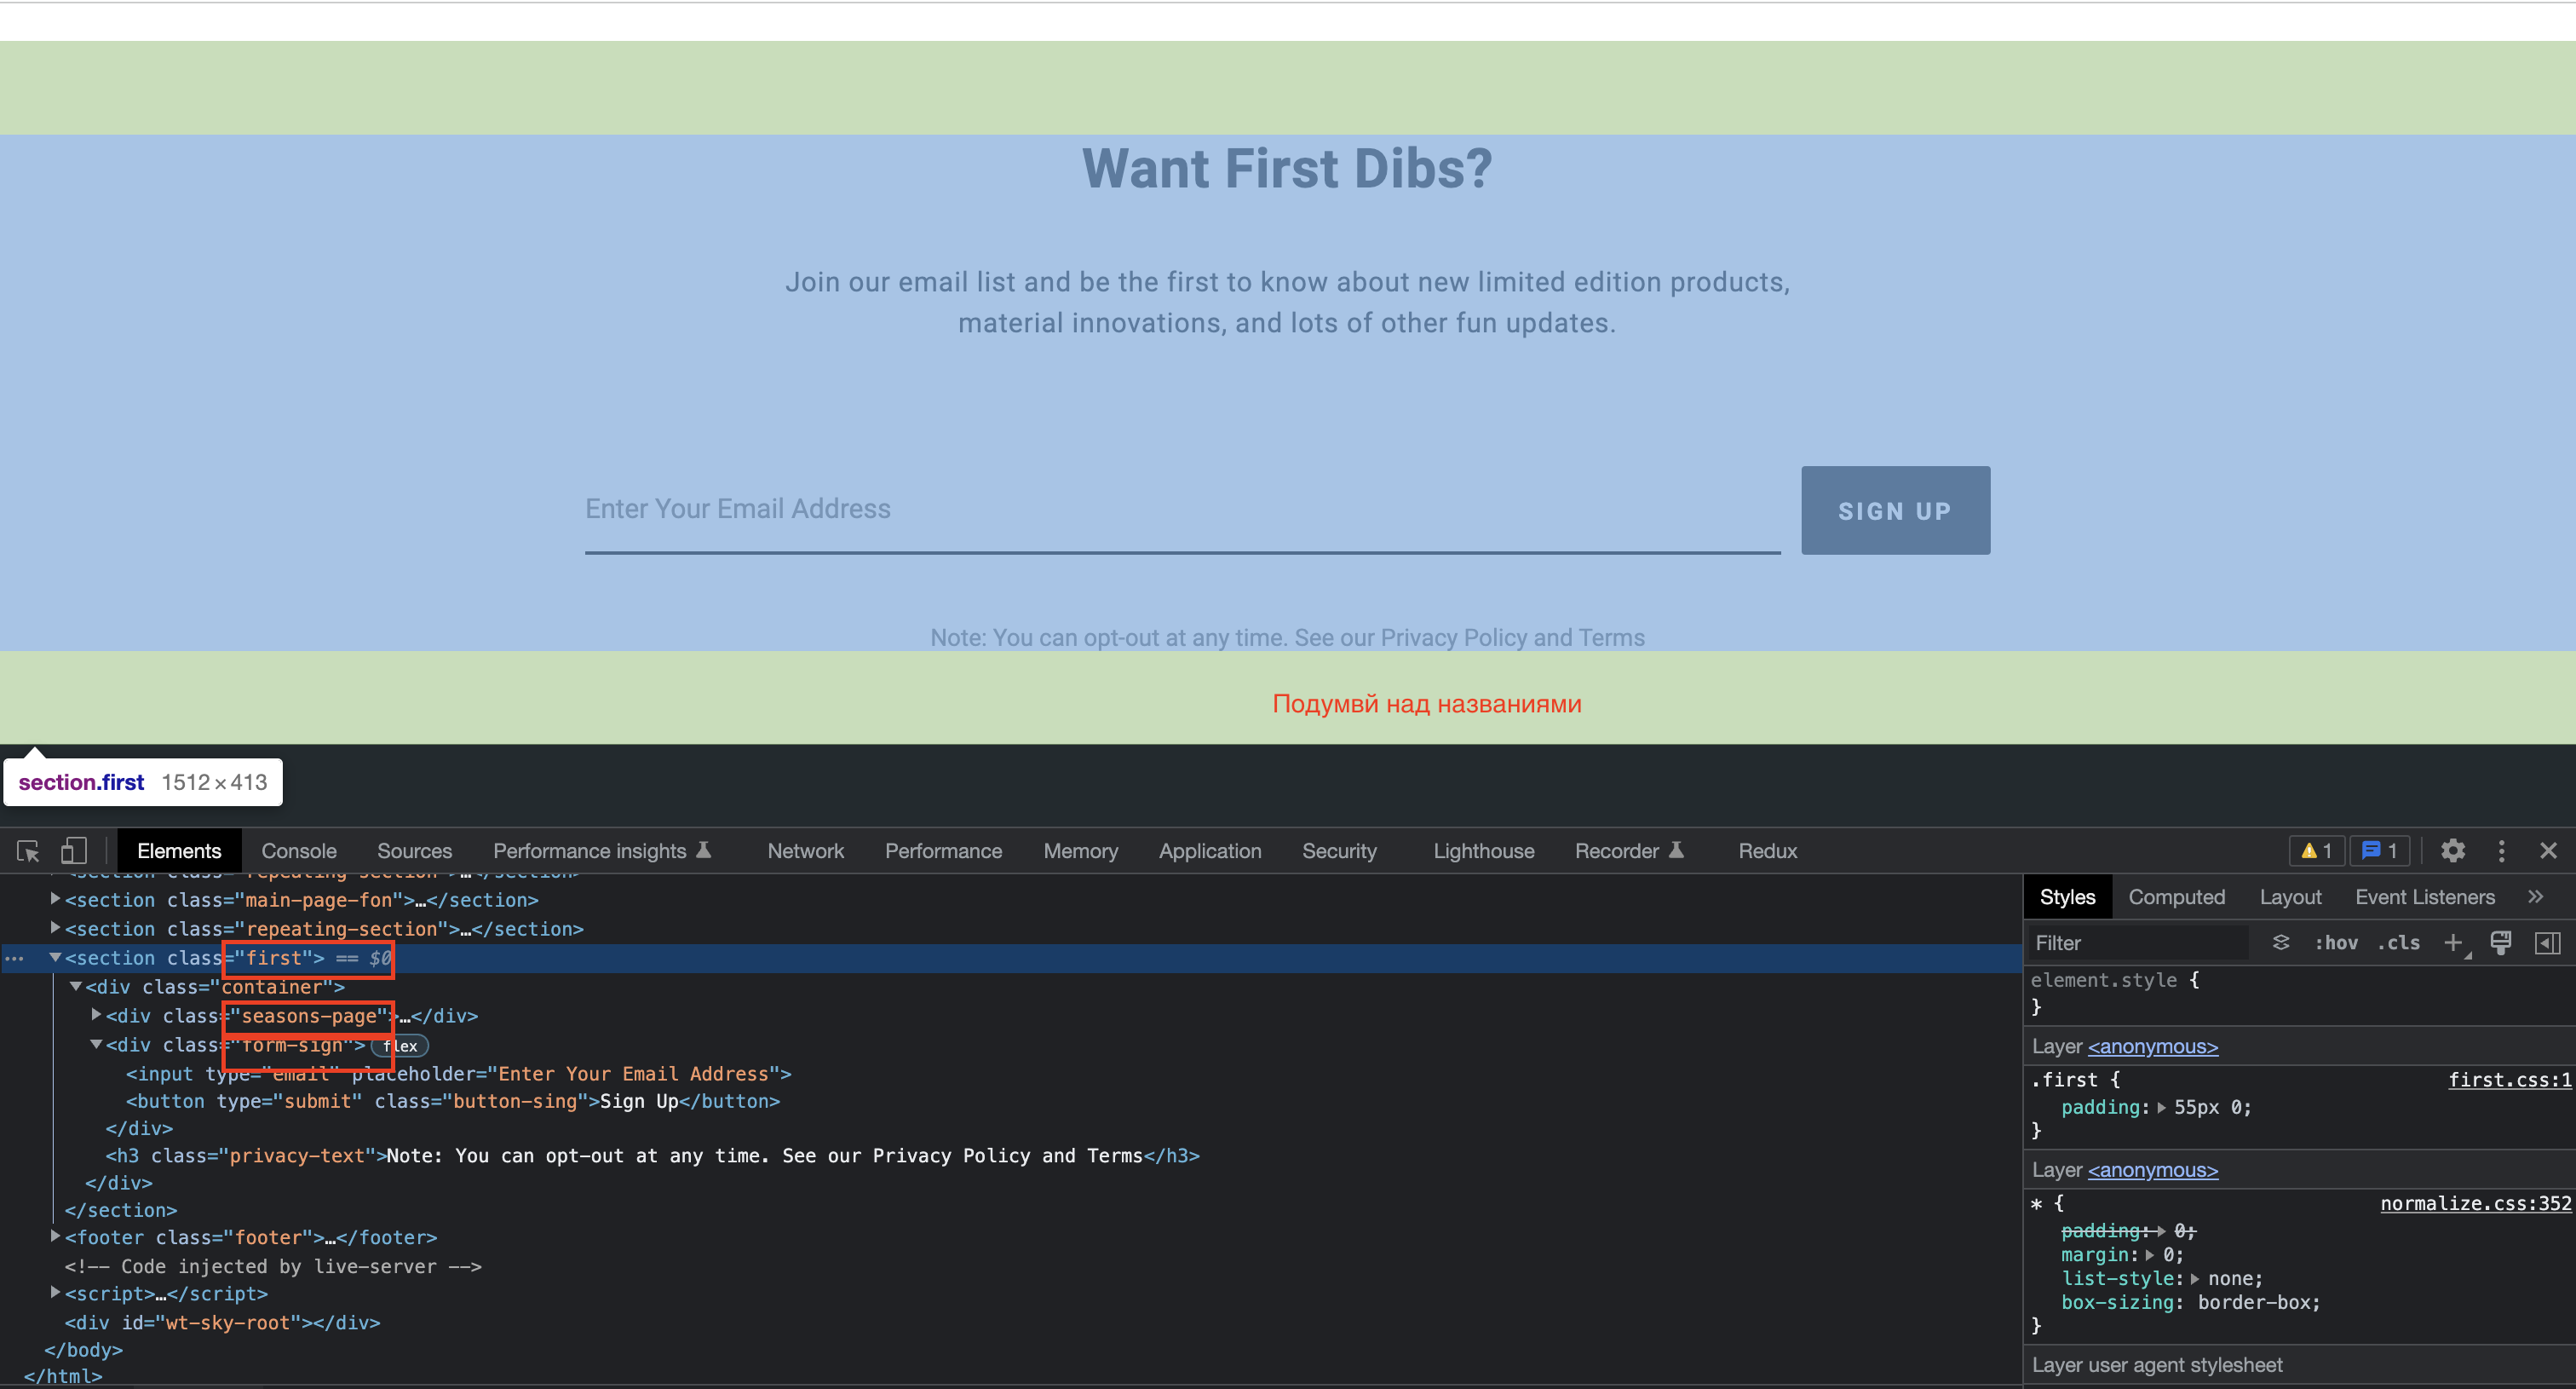 Want First Dibs?
Join our email list and be the first to know about new limited edition products,
material innovations, and lots of other fun updates.
Enter Your Email Address
SIGN UP
Note: You can opt-out at any time. See our Privacy Policy and Terms
Подумвй над названиями
section.first 1512 × 413
Elements Console Sources Performance insights Network Performance Memory Application Security Lighthouse Recorder Redux 1 1
<section class="repeating-section">…</section>
<section class="main-page-fon">…</section>
<section class="repeating-section">…</section>
<section class="first"> == $0
<div class="container">
<div class="seasons-page">…</div>
<div class="form-sign"> flex
<input type="email" placeholder="Enter Your Email Address">
<button type="submit" class="button-sing">Sign Up</button>
</div>
<h3 class="privacy-text">Note: You can opt-out at any time. See our Privacy Policy and Terms</h3>
</div>
</section>
<footer class="footer">…</footer>
<!-- Code injected by live-server -->
<script>…</script>
<div id="wt-sky-root"></div>
</body>
</html>
Styles Computed Layout Event Listeners »
Filter :hov .cls +
element.style {
}
Layer <anonymous>
.first { first.css:1
padding: 55px 0;
}
Layer <anonymous>
* { normalize.css:352
padding: 0;
margin: 0;
list-style: none;
box-sizing: border-box;
}
Layer user agent stylesheet